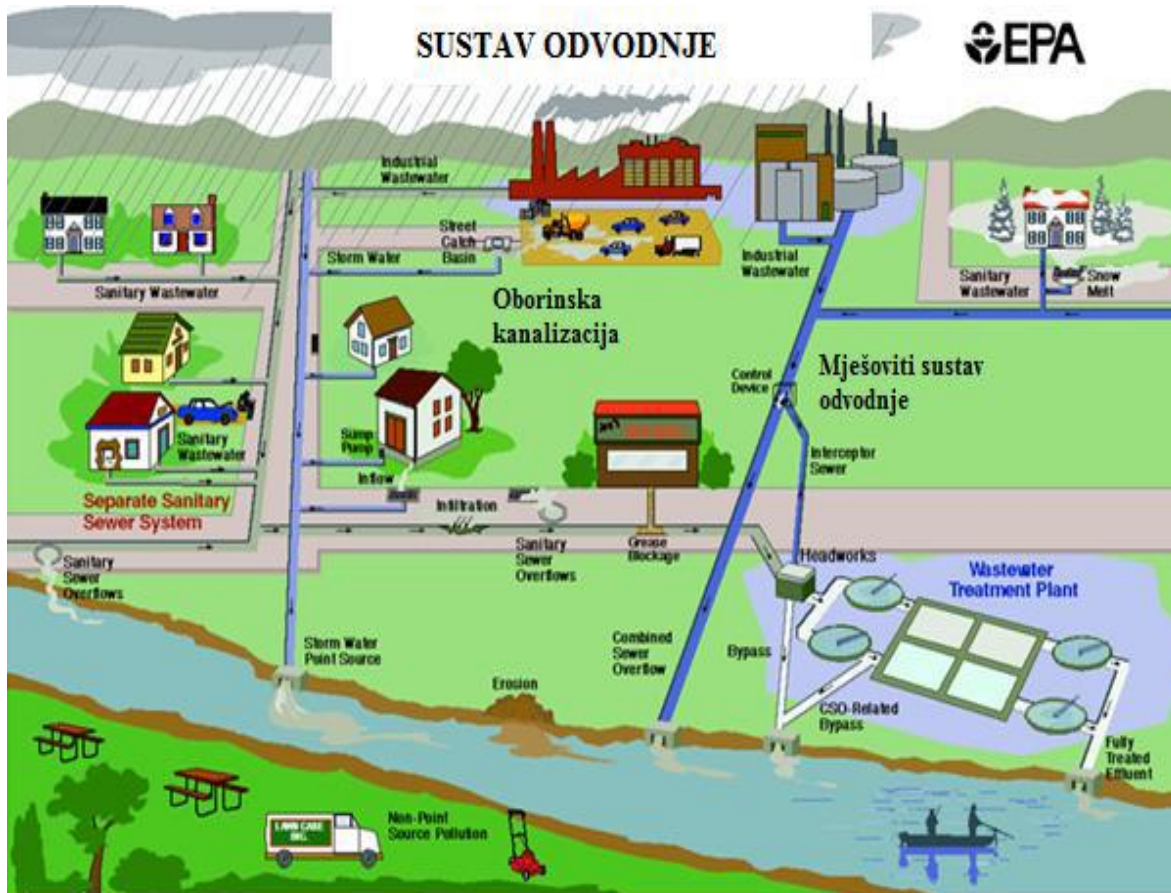 SUSTAV ODVODNJE
EPA
Industrial
Wastewater
Street
Catch
Basin
Storm Water
Industrial
Wastewater
Sanitary
Wastewater
Snow
Melt
Sanitary Wastewater
Oborinska
kanalizacija
Mješoviti sustav
odvodnje
Control
Device
Sanitary
Wastewater
Sump
Pump
Inflow
Interceptor
Sewer
Separate Sanitary
Sewer System
Infiltration
Sanitary
Sewer
Overflows
Sanitary
Sewer
Overflows
Grease
Blockage
Headworks
Wastewater
Treatment Plant
Storm Water
Point Source
Combined
Sewer
Overflow
Bypass
Erosion
CSO-Related
Bypass
Fully
Treated
Effluent
Non-Point
Source Pollution
LAWN CARE
INC.